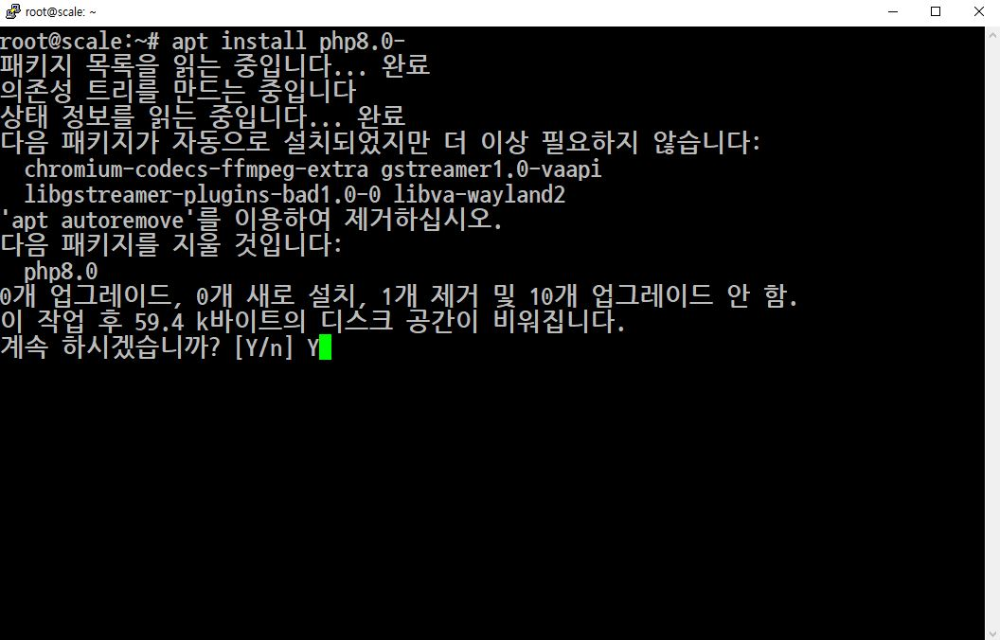 root@scale: ~
root@scale:~# apt install php8.0-
패키지 목록을 읽는 중입니다... 완료
의존성 트리를 만드는 중입니다
상태 정보를 읽는 중입니다... 완료
다음 패키지가 자동으로 설치되었지만 더 이상 필요하지 않습니다:
  chromium-codecs-ffmpeg-extra gstreamer1.0-vaapi
  libgstreamer-plugins-bad1.0-0 libva-wayland2
'apt autoremove'를 이용하여 제거하십시오.
다음 패키지를 지울 것입니다:
  php8.0
0개 업그레이드, 0개 새로 설치, 1개 제거 및 10개 업그레이드 안 함.
이 작업 후 59.4 k바이트의 디스크 공간이 비워집니다.
계속 하시겠습니까? [Y/n] Y